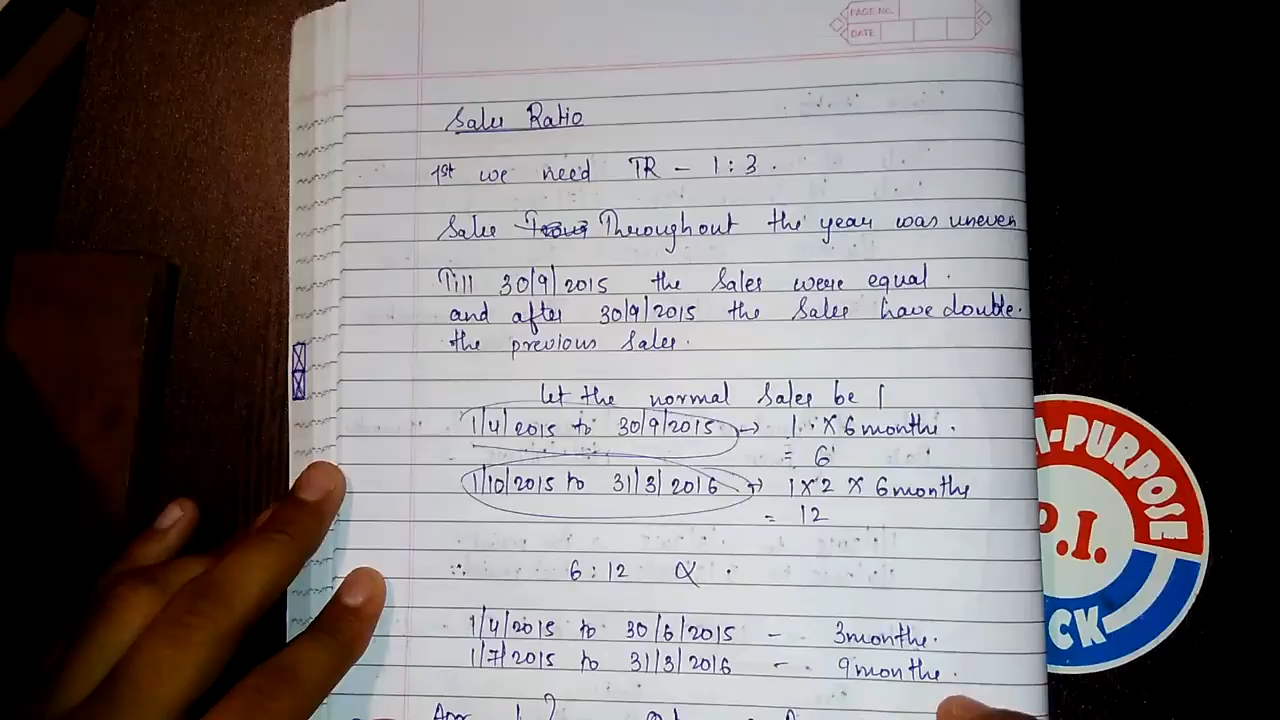 PAGE NO.
DATE
Sales Ratio
1st we need TR - 1 : 3 .
Sales Throughout the year was uneven
Till 30/9/2015 the Sales were equal .
and after 30/9/2015 the Sales have double.
the previous Sales.
let the normal Sales be 1
1/4/2015 to 30/9/2015 → 1 × 6 months .
= 6
1/10/2015 to 31/3/2016 → 1 × 2 × 6 months
= 12
∴ 6 : 12 X .
1/4/2015 to 30/6/2015 - 3 months.
1/7/2015 to 31/3/2016 - 9 months .
I-PURPOSE
P.I.
CK